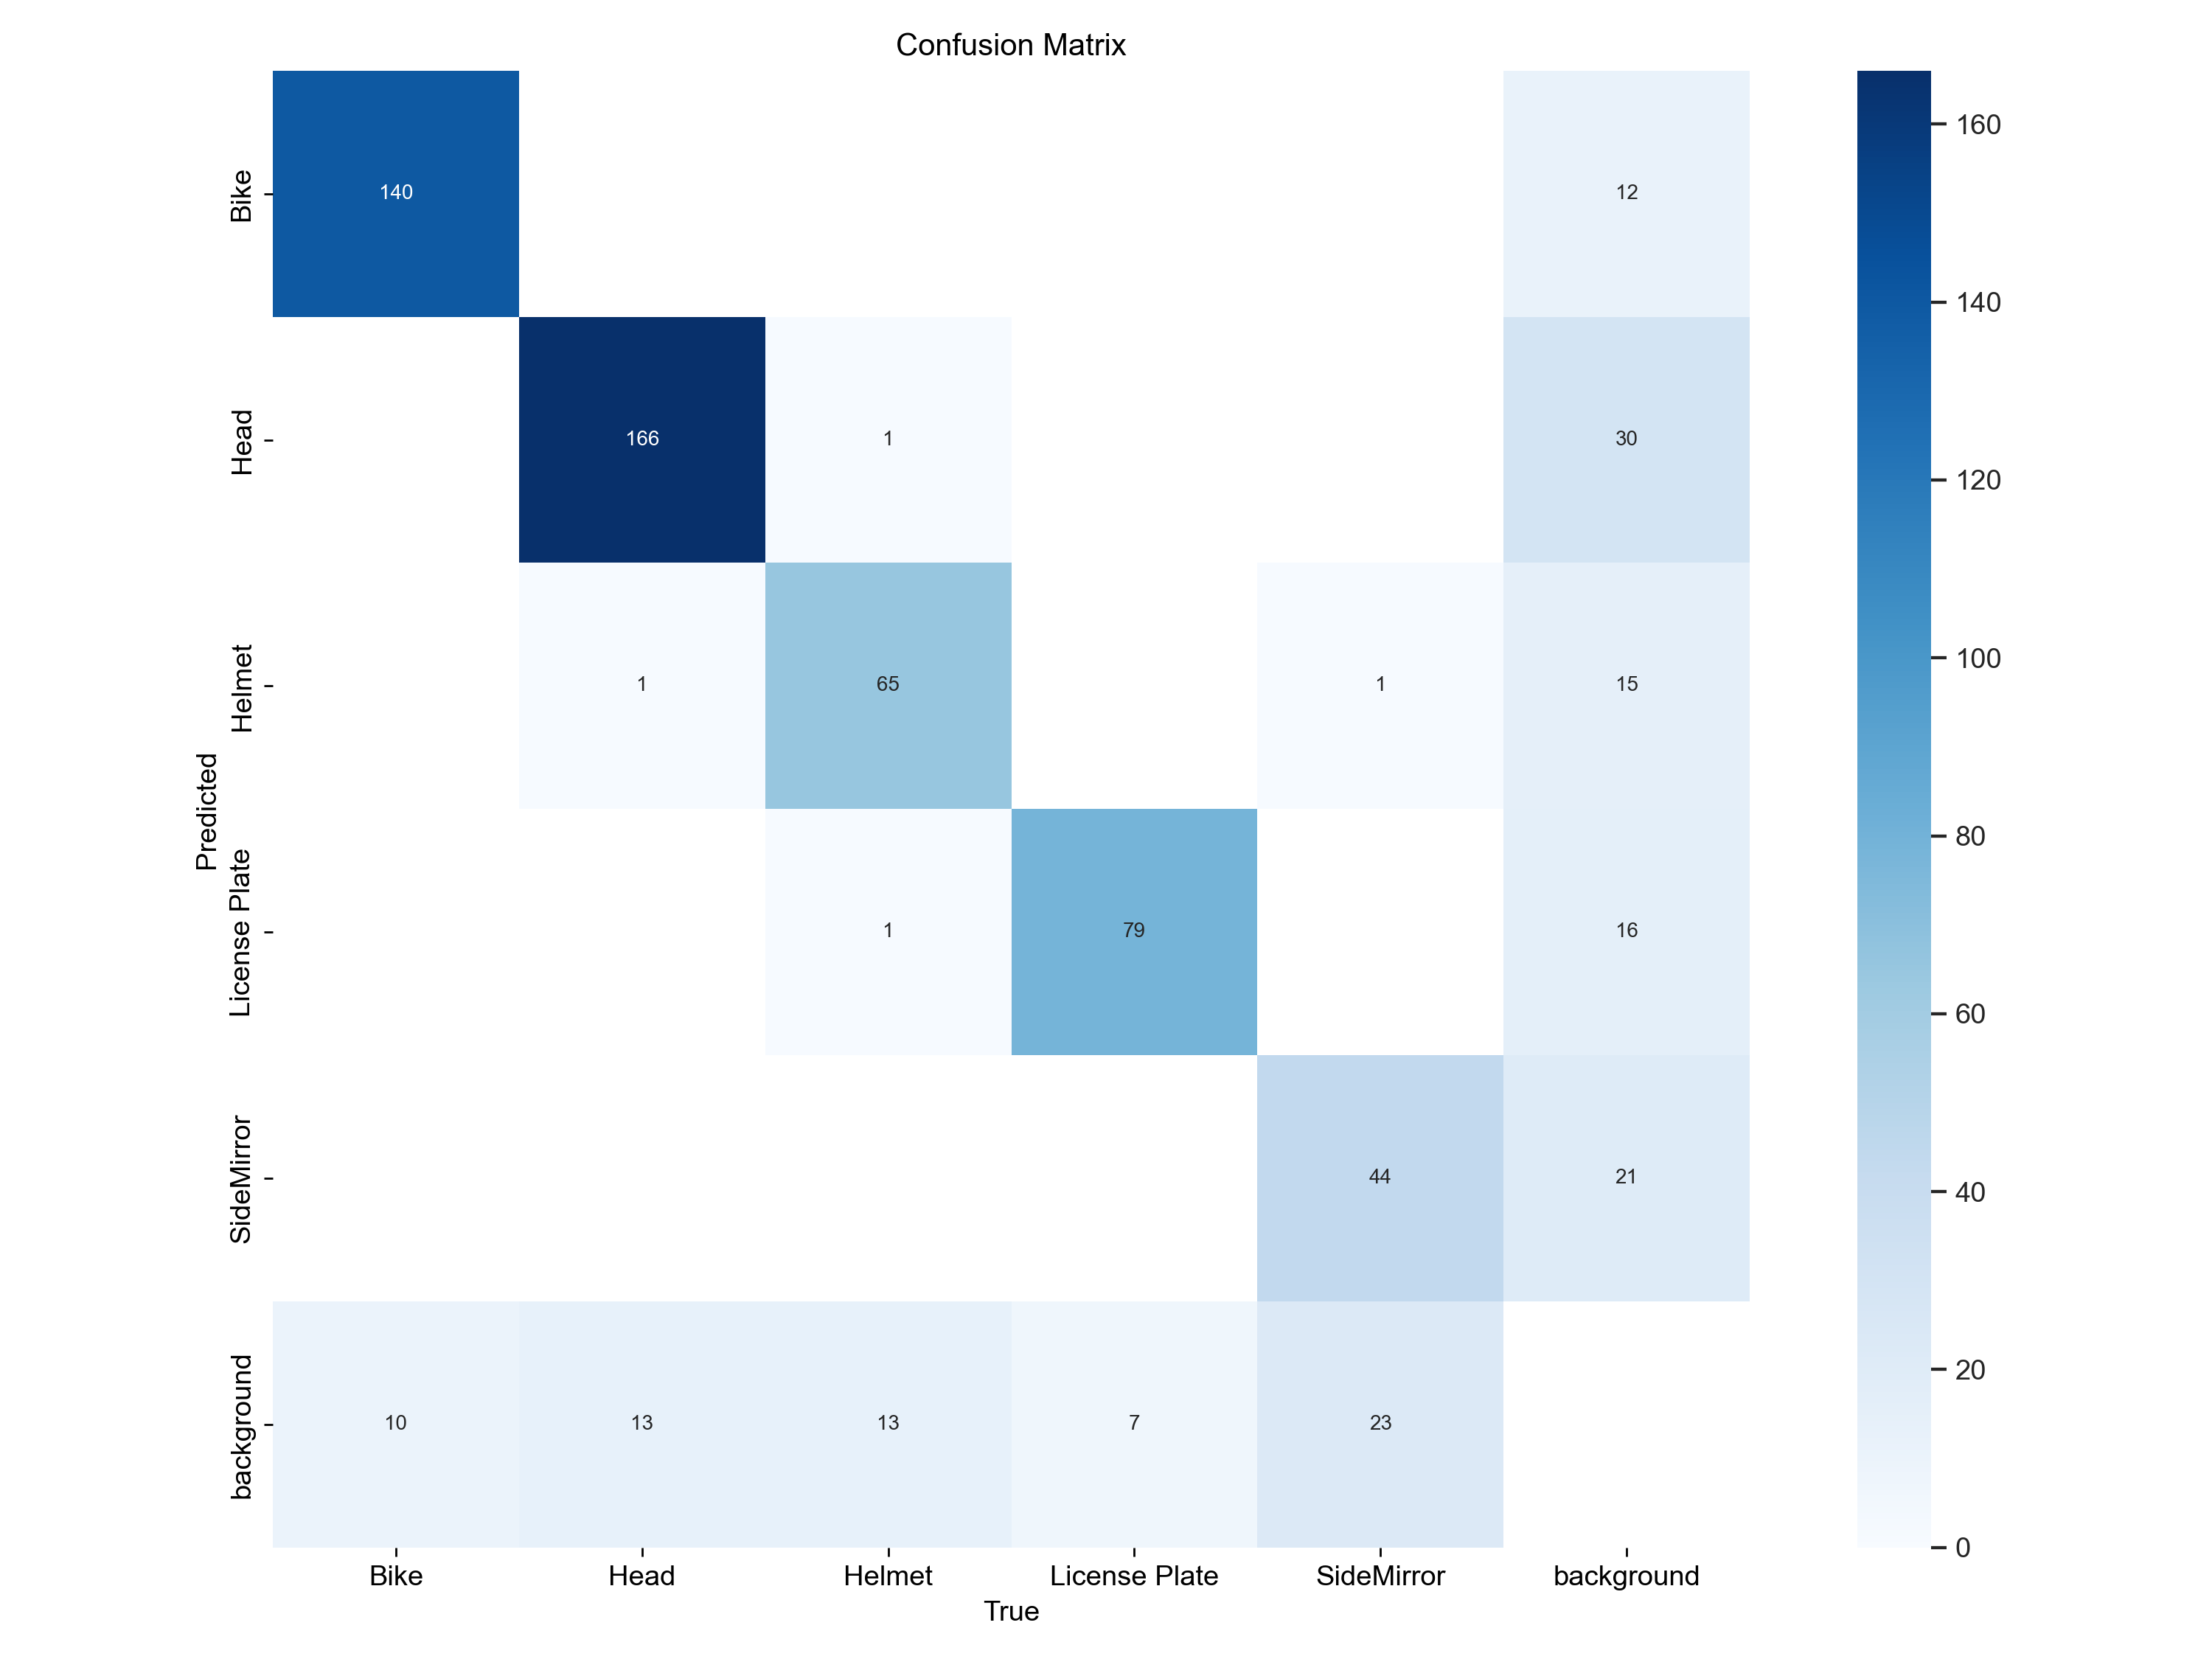 Confusion Matrix
Bike
140
12
160
140
Head
166
1
30
120
Helmet
1
65
1
15
100
Predicted
License Plate
1
79
16
80
60
SideMirror
44
21
40
background
10
13
13
7
23
20
0
Bike
Head
Helmet
License Plate
SideMirror
background
True